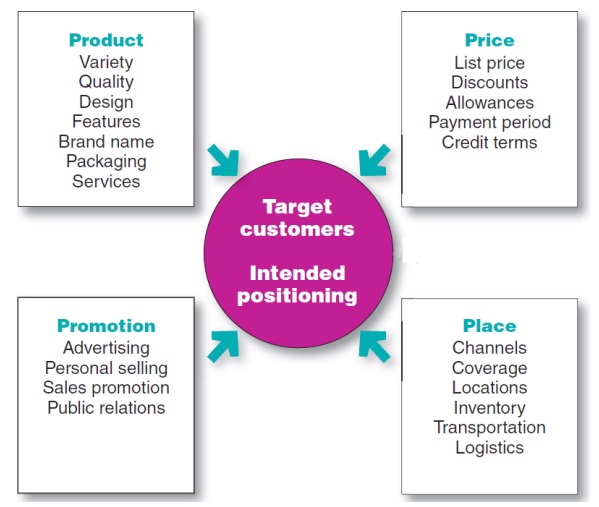 Product
Variety
Quality
Design
Features
Brand name
Packaging
Services
Price
List price
Discounts
Allowances
Payment period
Credit terms
Target
customers
Intended
positioning
Promotion
Advertising
Personal selling
Sales promotion
Public relations
Place
Channels
Coverage
Locations
Inventory
Transportation
Logistics